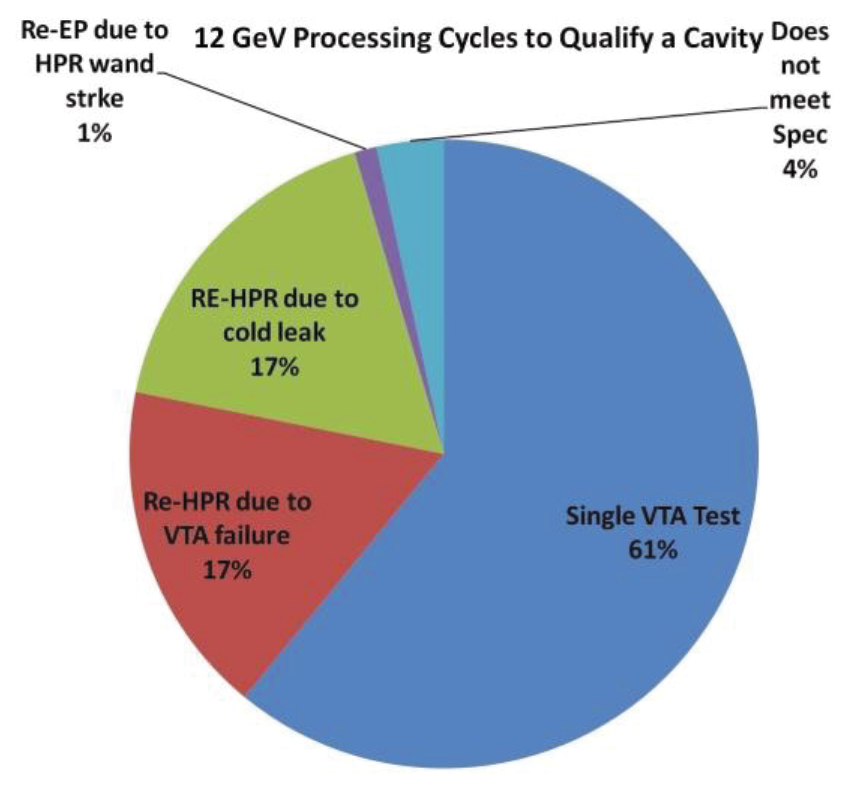 12 GeV Processing Cycles to Qualify a Cavity
Re-EP due to
HPR wand
strke
1%
Does
not
meet
Spec
4%
RE-HPR due to
cold leak
17%
Re-HPR due to
VTA failure
17%
Single VTA Test
61%